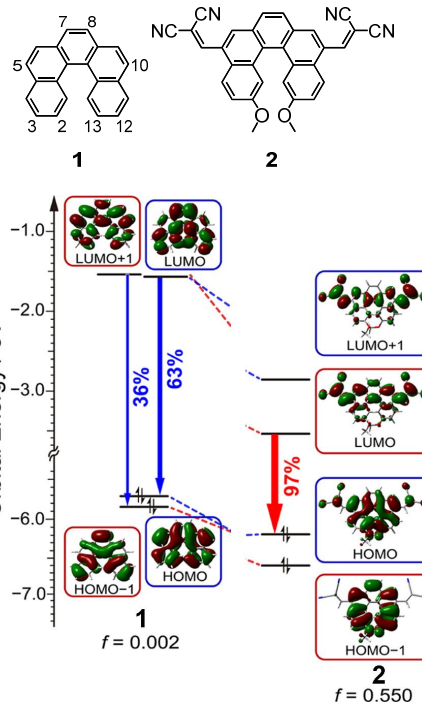 7 8
5 10
3 2 13 12
1
CN CN
NC CN
O O
2
−1.0
−2.0
−3.0
−6.0
−7.0
LUMO+1
LUMO
36%
63%
HOMO−1
HOMO
1
f = 0.002
LUMO+1
LUMO
97%
HOMO
HOMO−1
2
f = 0.550